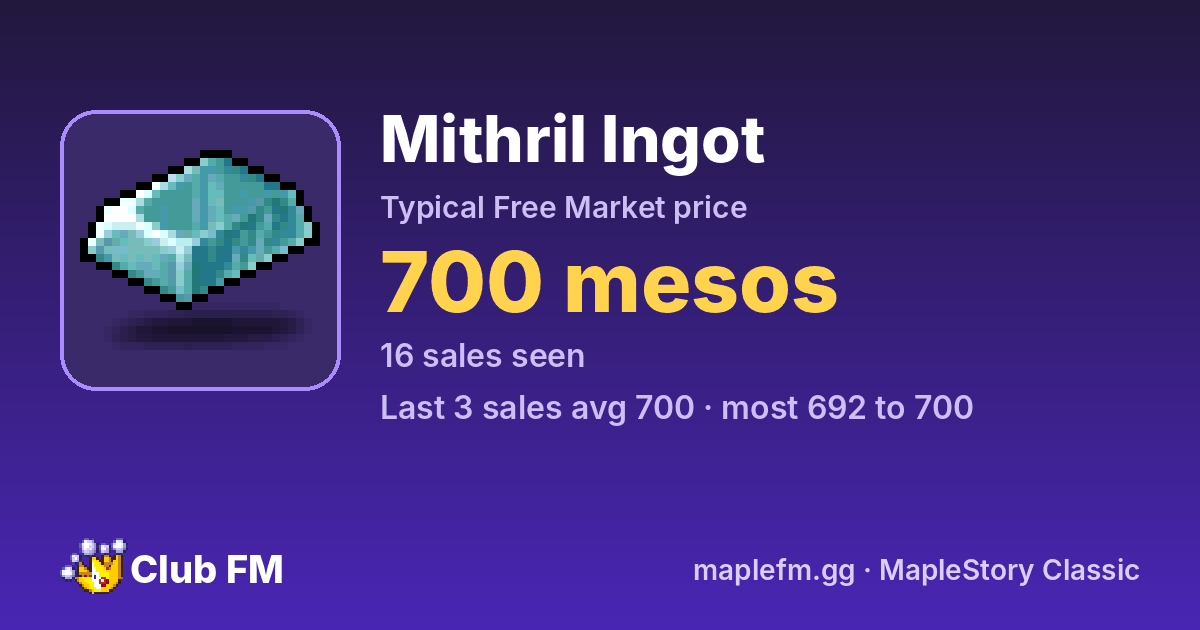 Mithril Ingot
Typical Free Market price
700 mesos
16 sales seen
Last 3 sales avg 700 · most 692 to 700
Club FM
maplefm.gg · MapleStory Classic